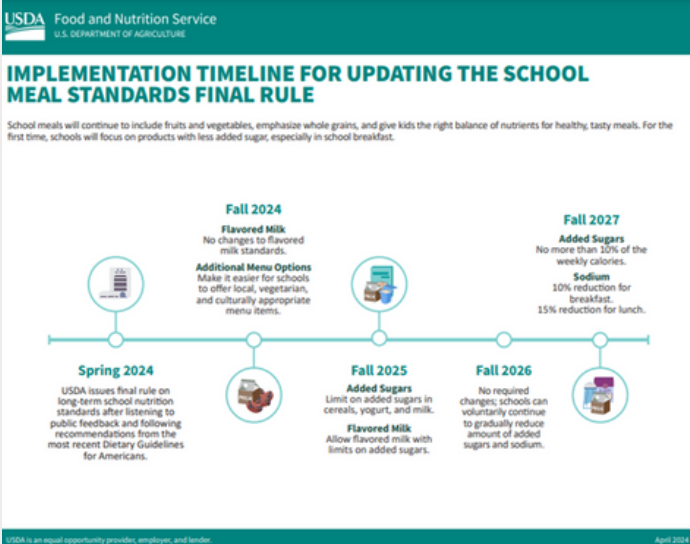 USDA Food and Nutrition Service
U.S. DEPARTMENT OF AGRICULTURE
IMPLEMENTATION TIMELINE FOR UPDATING THE SCHOOL
MEAL STANDARDS FINAL RULE
School meals will continue to include fruits and vegetables, emphasize whole grains, and give kids the right balance of nutrients for healthy, tasty meals. For the
first time, schools will focus on products with less added sugar, especially in school breakfast.
Spring 2024
USDA issues final rule on
long-term school nutrition
standards after listening to
public feedback and following
recommendations from the
most recent Dietary Guidelines
for Americans.
Fall 2024
Flavored Milk
No changes to flavored
milk standards.
Additional Menu Options
Make it easier for schools
to offer local, vegetarian,
and culturally appropriate
menu items.
Fall 2025
Added Sugars
Limit on added sugars in
cereals, yogurt, and milk.
Flavored Milk
Allow flavored milk with
limits on added sugars.
Fall 2026
No required
changes; schools can
voluntarily continue
to gradually reduce
amount of added
sugars and sodium.
Fall 2027
Added Sugars
No more than 10% of the
weekly calories.
Sodium
10% reduction for
breakfast.
15% reduction for lunch.
USDA is an equal opportunity provider, employer, and lender.
April 2024